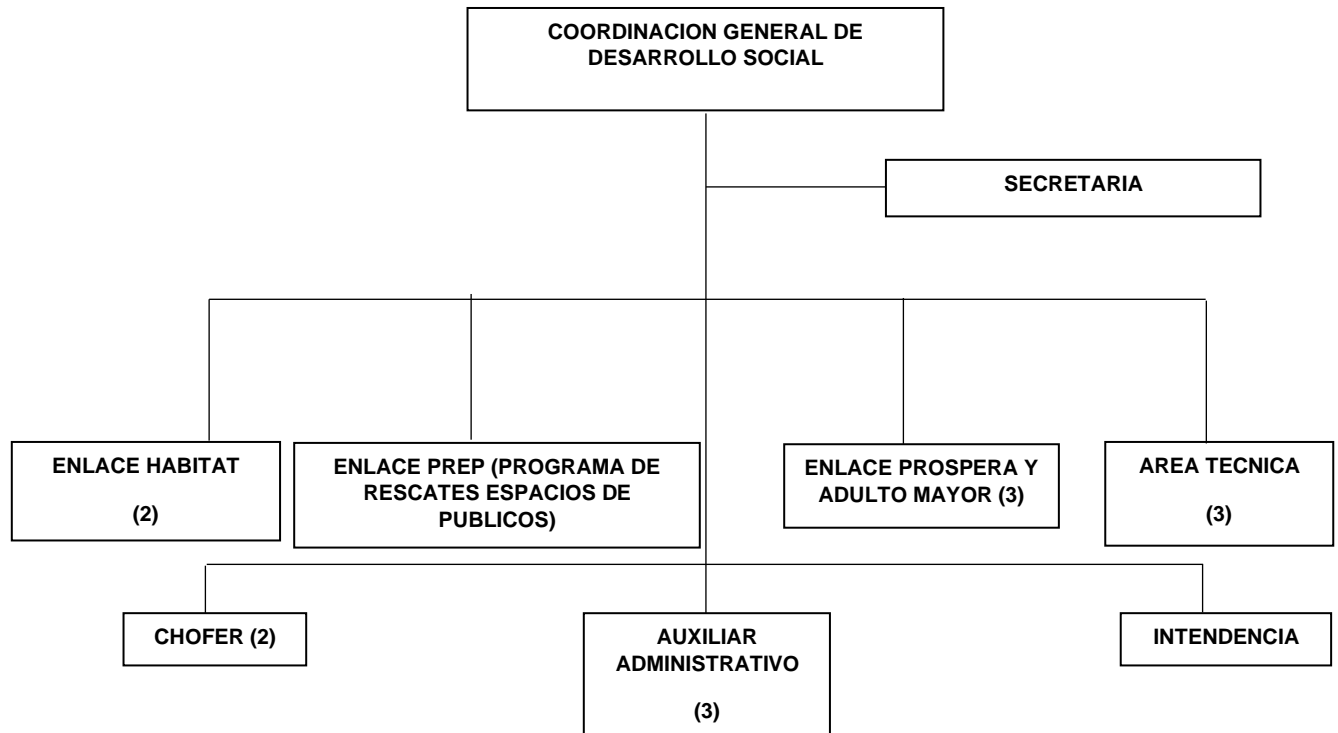 COORDINACION GENERAL DE
DESARROLLO SOCIAL
SECRETARIA
ENLACE HABITAT
(2)
ENLACE PREP (PROGRAMA DE
RESCATES ESPACIOS DE
PUBLICOS)
ENLACE PROSPERA Y
ADULTO MAYOR (3)
AREA TECNICA
(3)
CHOFER (2)
AUXILIAR
ADMINISTRATIVO
(3)
INTENDENCIA